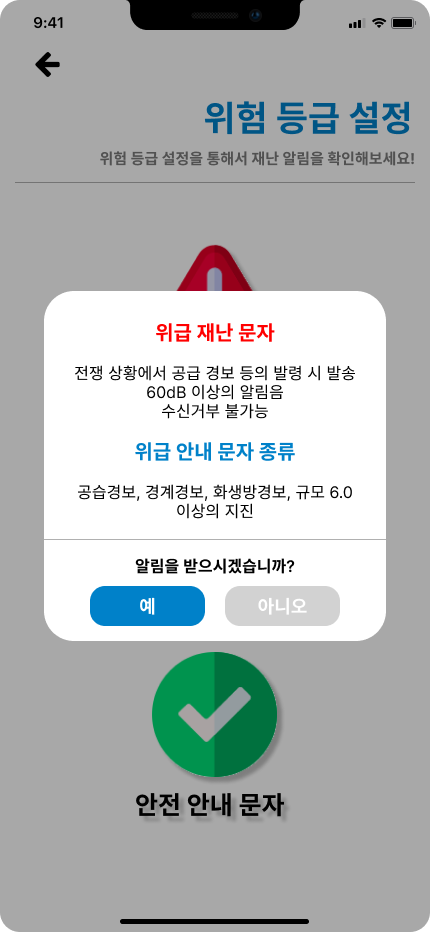 9:41
위험 등급 설정
위험 등급 설정을 통해서 재난 알림을 확인해보세요!
위급 재난 문자
전쟁 상황에서 공급 경보 등의 발령 시 발송
60dB 이상의 알림음
수신거부 불가능
위급 안내 문자 종류
공습경보, 경계경보, 화생방경보, 규모 6.0
이상의 지진
알림을 받으시겠습니까?
예
아니오
안전 안내 문자